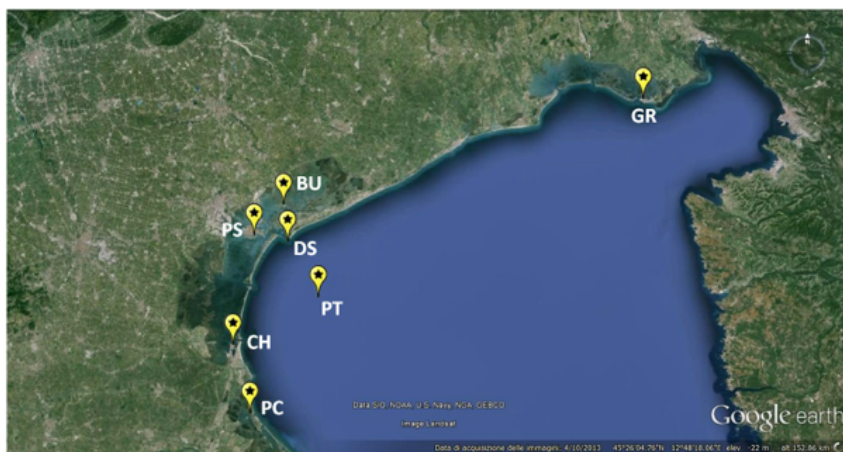 N
GR
BU
PS
DS
PT
CH
PC
Data SIO, NOAA, U.S. Navy, NGA, GEBCO
Image Landsat
Google earth
Data di acquisizione delle immagini: 4/10/2013 45°26'04.76"N 12°48'18.06"E elev -22 m alt 152.86 km